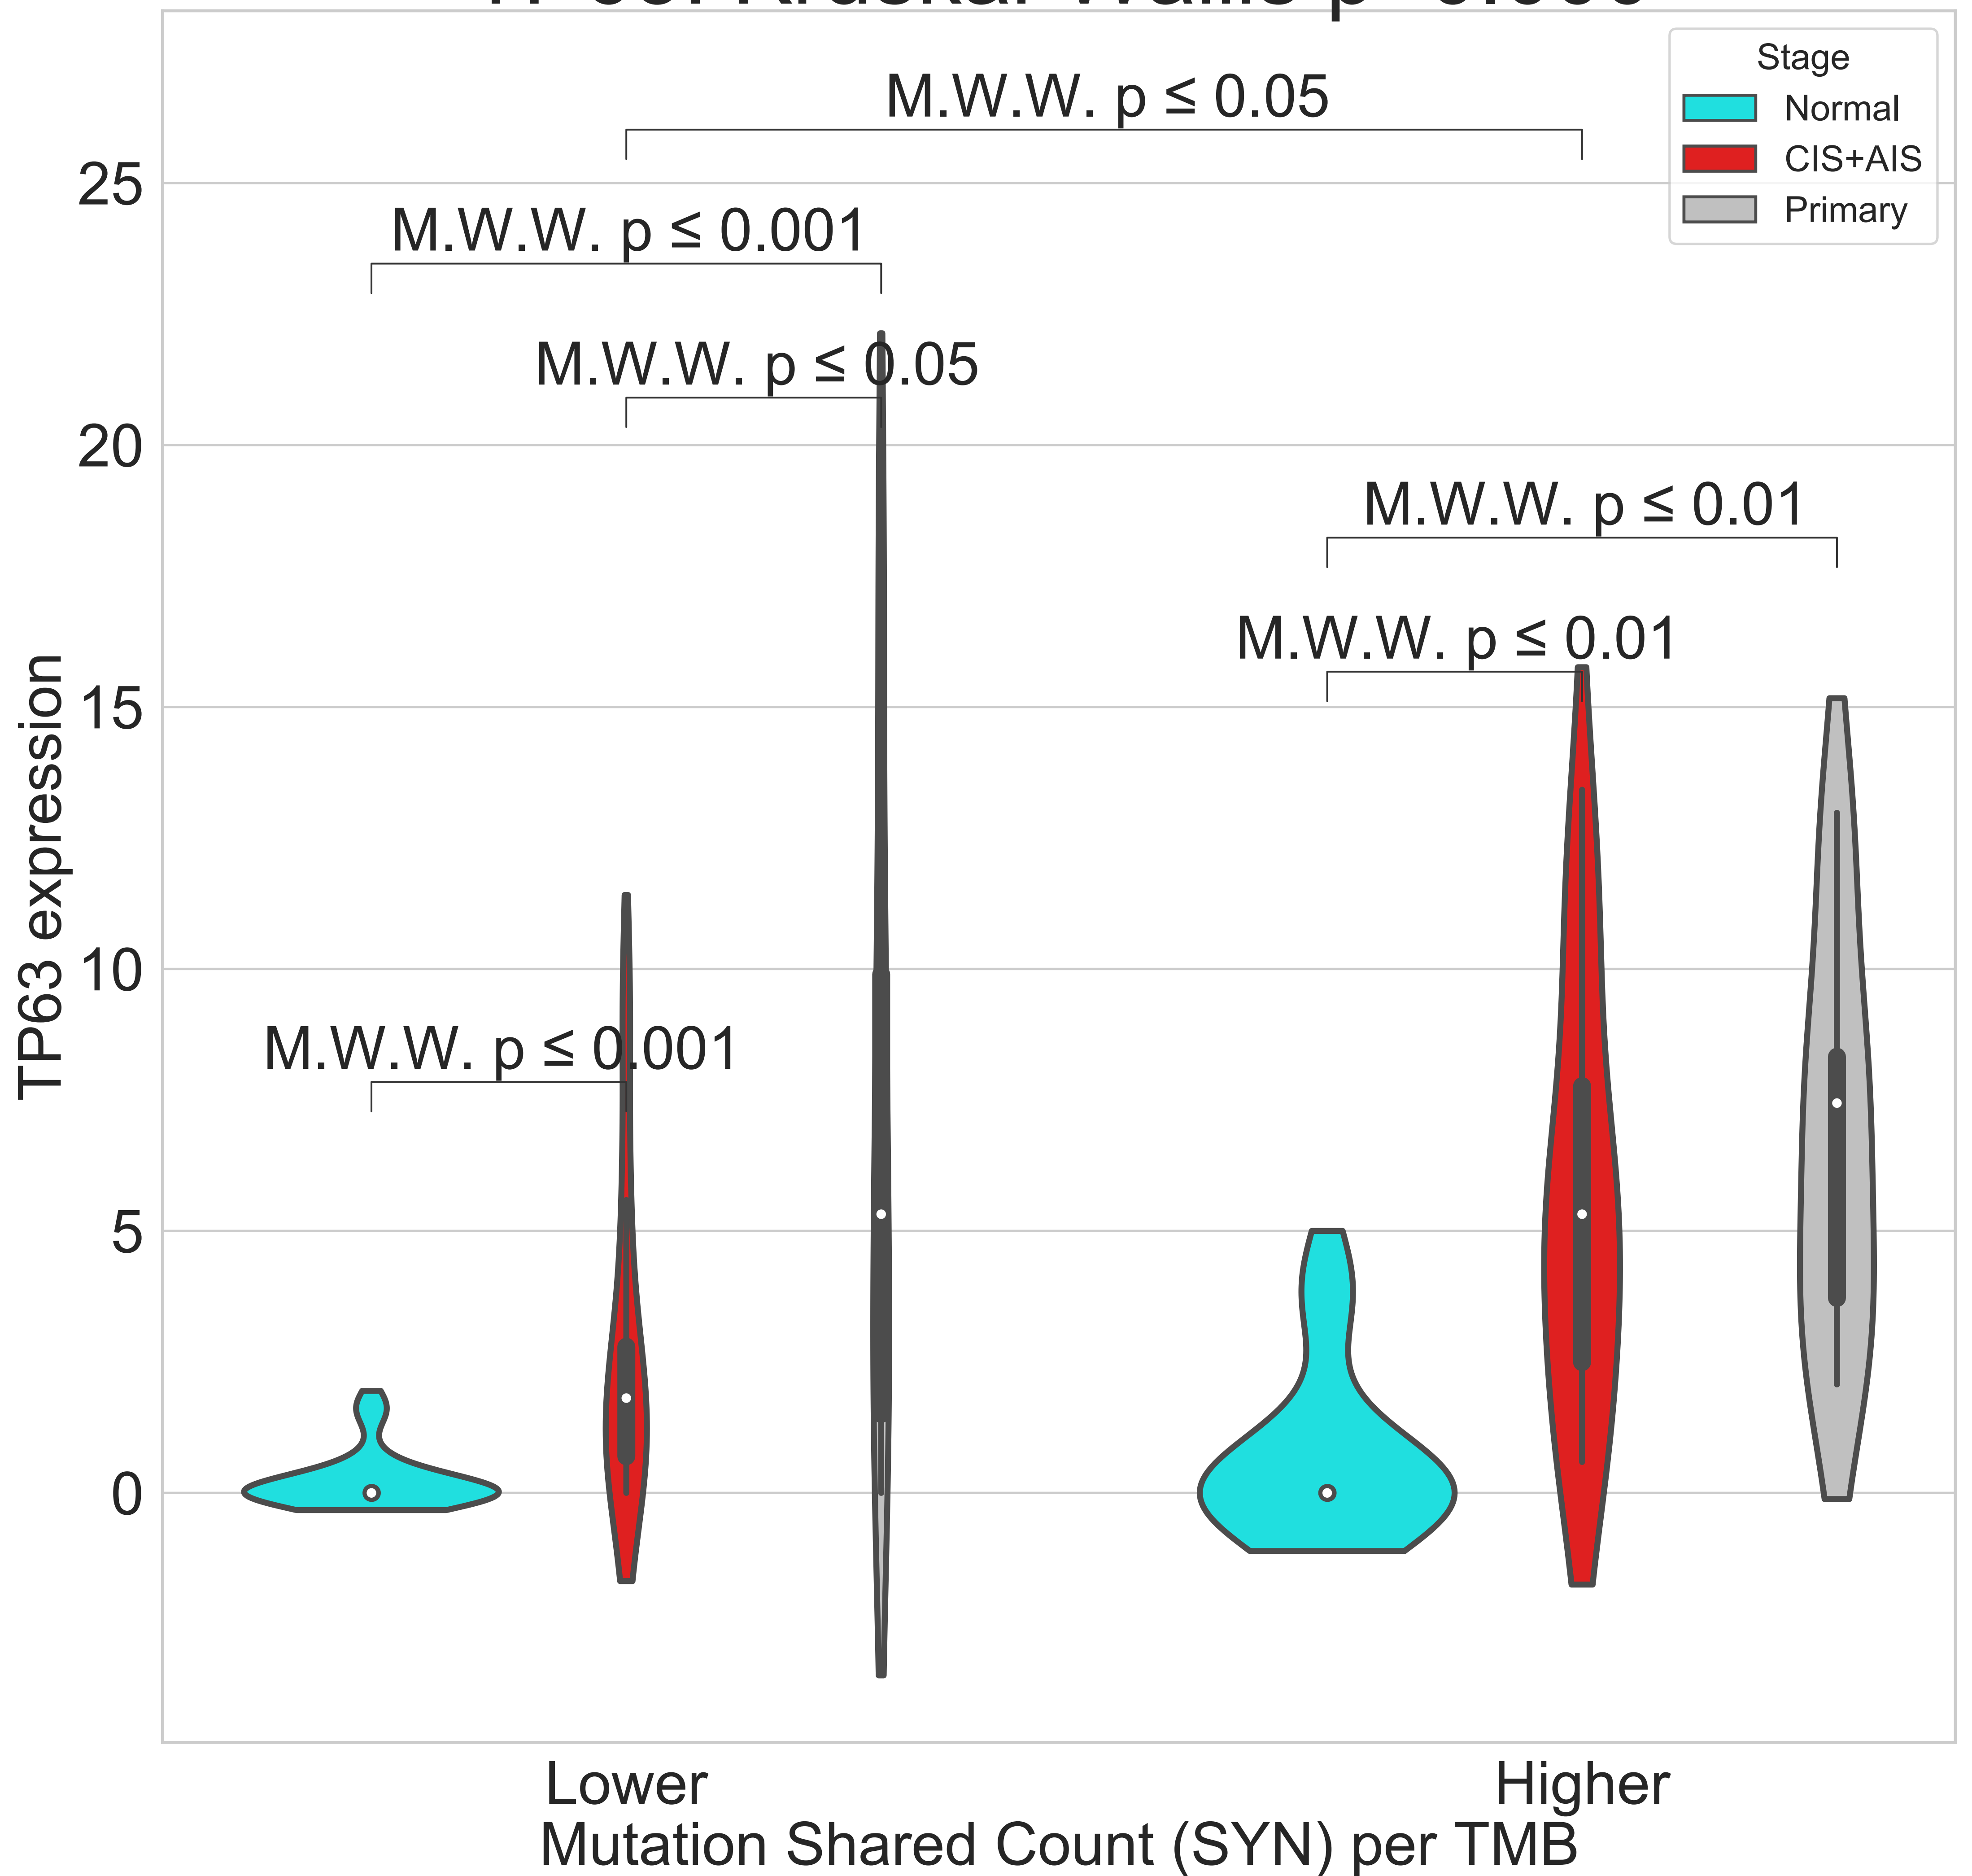 Stage
Normal
CIS+AIS
Primary
M.W.W. p ≤ 0.05
M.W.W. p ≤ 0.001
M.W.W. p ≤ 0.05
M.W.W. p ≤ 0.01
M.W.W. p ≤ 0.01
M.W.W. p ≤ 0.001
25
20
15
10
5
0
TP63 expression
Lower
Higher
Mutation Shared Count (SYN) per TMB